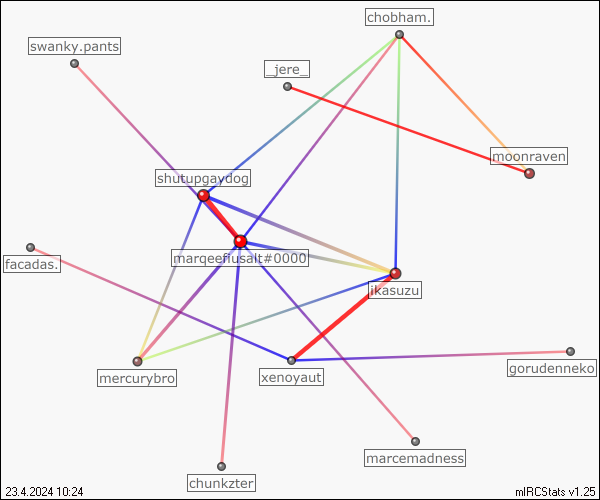 chobham.
swanky.pants
_jere_
moonraven
shutupgaydog
marqeefiusalt#0000
facadas.
ikasuzu
gorudenneko
mercurybro
xenoyaut
marcemadness
chunkzter
23.4.2024 10:24
mIRCStats v1.25